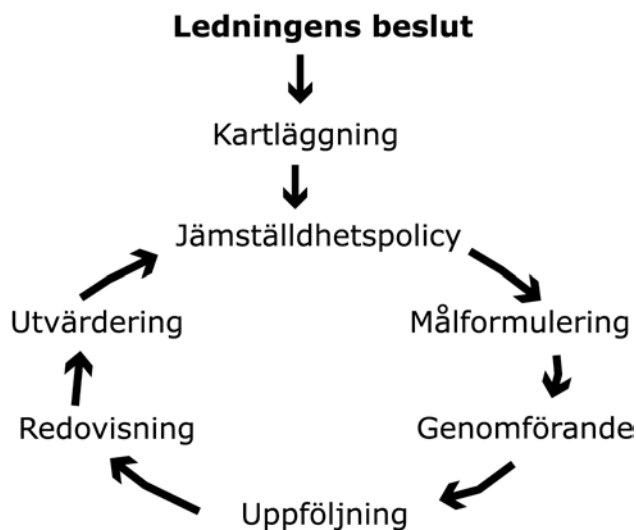 Ledningens beslut
Kartläggning
Jämställdhetspolicy
Målformulering
Genomförande
Uppföljning
Redovisning
Utvärdering